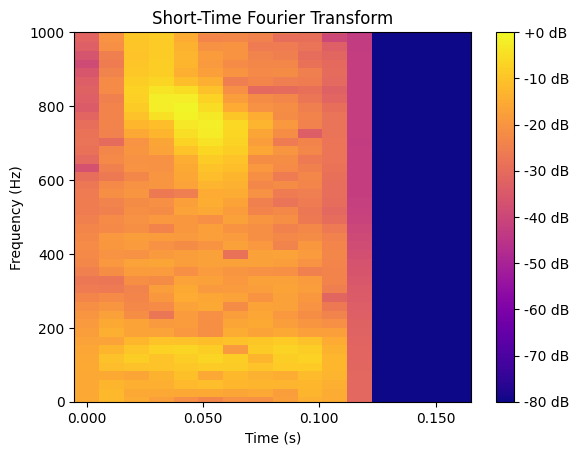 Short-Time Fourier Transform
1000
800
600
400
200
0
Frequency (Hz)
0.000
0.050
0.100
0.150
Time (s)
+0 dB
-10 dB
-20 dB
-30 dB
-40 dB
-50 dB
-60 dB
-70 dB
-80 dB